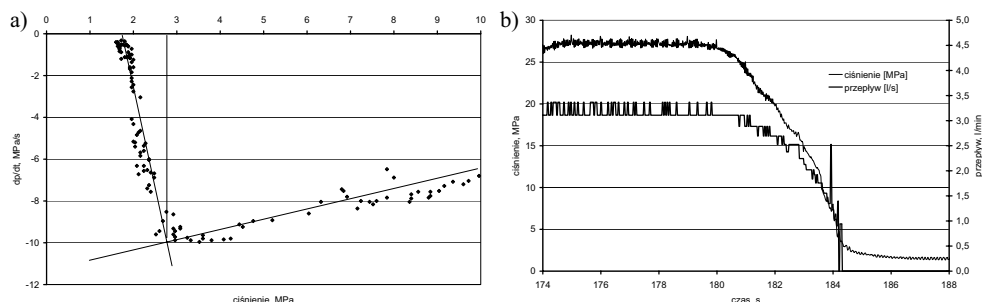 a)
0 1 2 3 4 5 6 7 8 9 10
0
-2
-4
-6
-8
-10
-12
dp/dt, MPa/s
ciśnienie, MPa
b)
30
25
20
15
10
5
0
ciśnienie, MPa
ciśnienie [MPa]
przepływ [l/s]
5,0
4,5
4,0
3,5
3,0
2,5
2,0
1,5
1,0
0,5
0,0
przepływ, l/min
174 176 178 180 182 184 186 188
czas, s